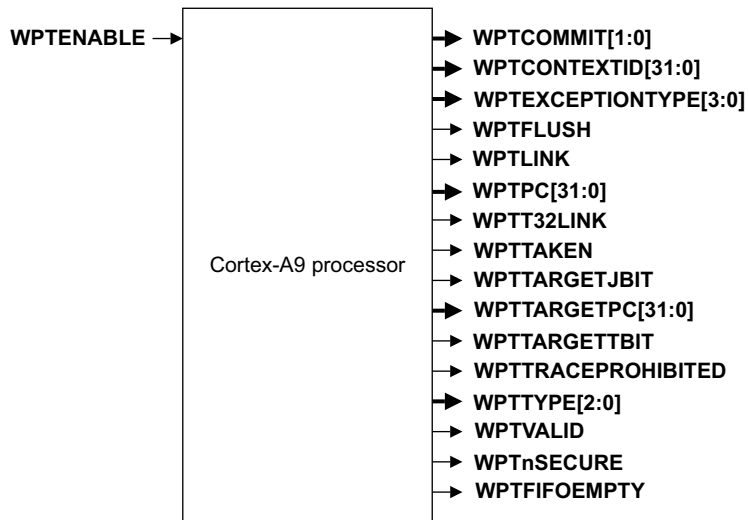 WPTENABLE
WPTCOMMIT[1:0]
WPTCONTEXTID[31:0]
WPTEXCEPTIONTYPE[3:0]
WPTFLUSH
WPTLINK
WPTPC[31:0]
WPTT32LINK
WPTTAKEN
Cortex-A9 processor
WPTTARGETJBIT
WPTTARGETPC[31:0]
WPTTARGETTBIT
WPTTRACEPROHIBITED
WPTTYPE[2:0]
WPTVALID
WPTnSECURE
WPTFIFOEMPTY